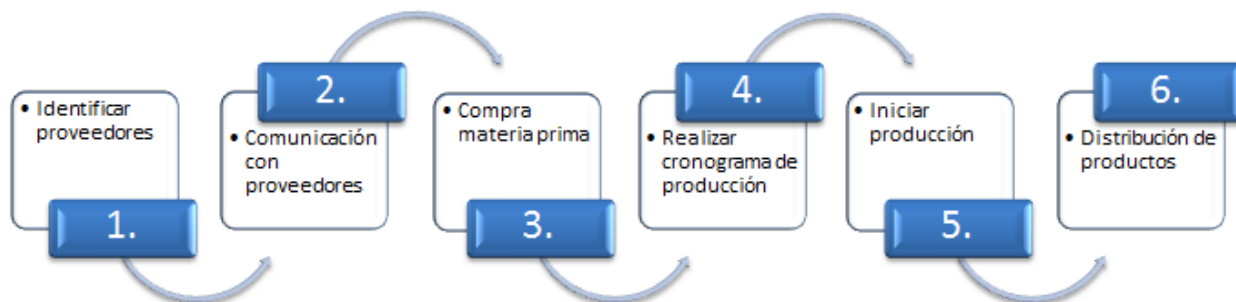 1.
• Identificar
proveedores
2.
• Comunicación
con
proveedores
3.
• Compra
materia prima
4.
• Realizar
cronograma de
producción
5.
• Iniciar
producción
6.
• Distribución de
productos